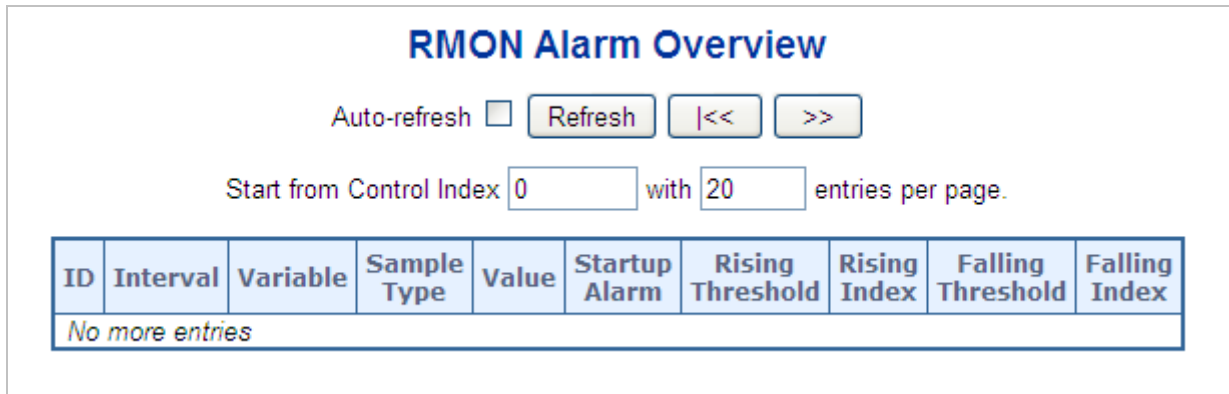 RMON Alarm Overview
Auto-refresh Refresh |<< >>
Start from Control Index 0 with 20 entries per page.
ID Interval Variable Sample Type Value Startup Alarm Rising Threshold Rising Index Falling Threshold Falling Index
No more entries